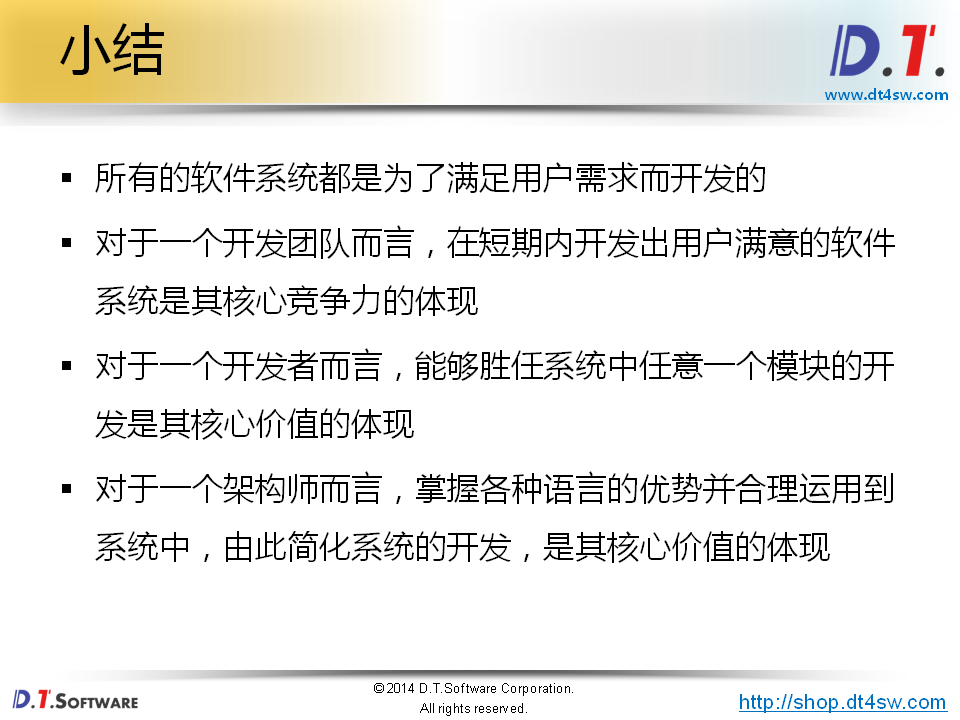 小结
D.T.
www.dt4sw.com
▪ 所有的软件系统都是为了满足用户需求而开发的
▪ 对于一个开发团队而言，在短期内开发出用户满意的软件
系统是其核心竞争力的体现
▪ 对于一个开发者而言，能够胜任系统中任意一个模块的开
发是其核心价值的体现
▪ 对于一个架构师而言，掌握各种语言的优势并合理运用到
系统中，由此简化系统的开发，是其核心价值的体现
D.T.SOFTWARE
©2014 D.T.Software Corporation.
All rights reserved.
http://shop.dt4sw.com